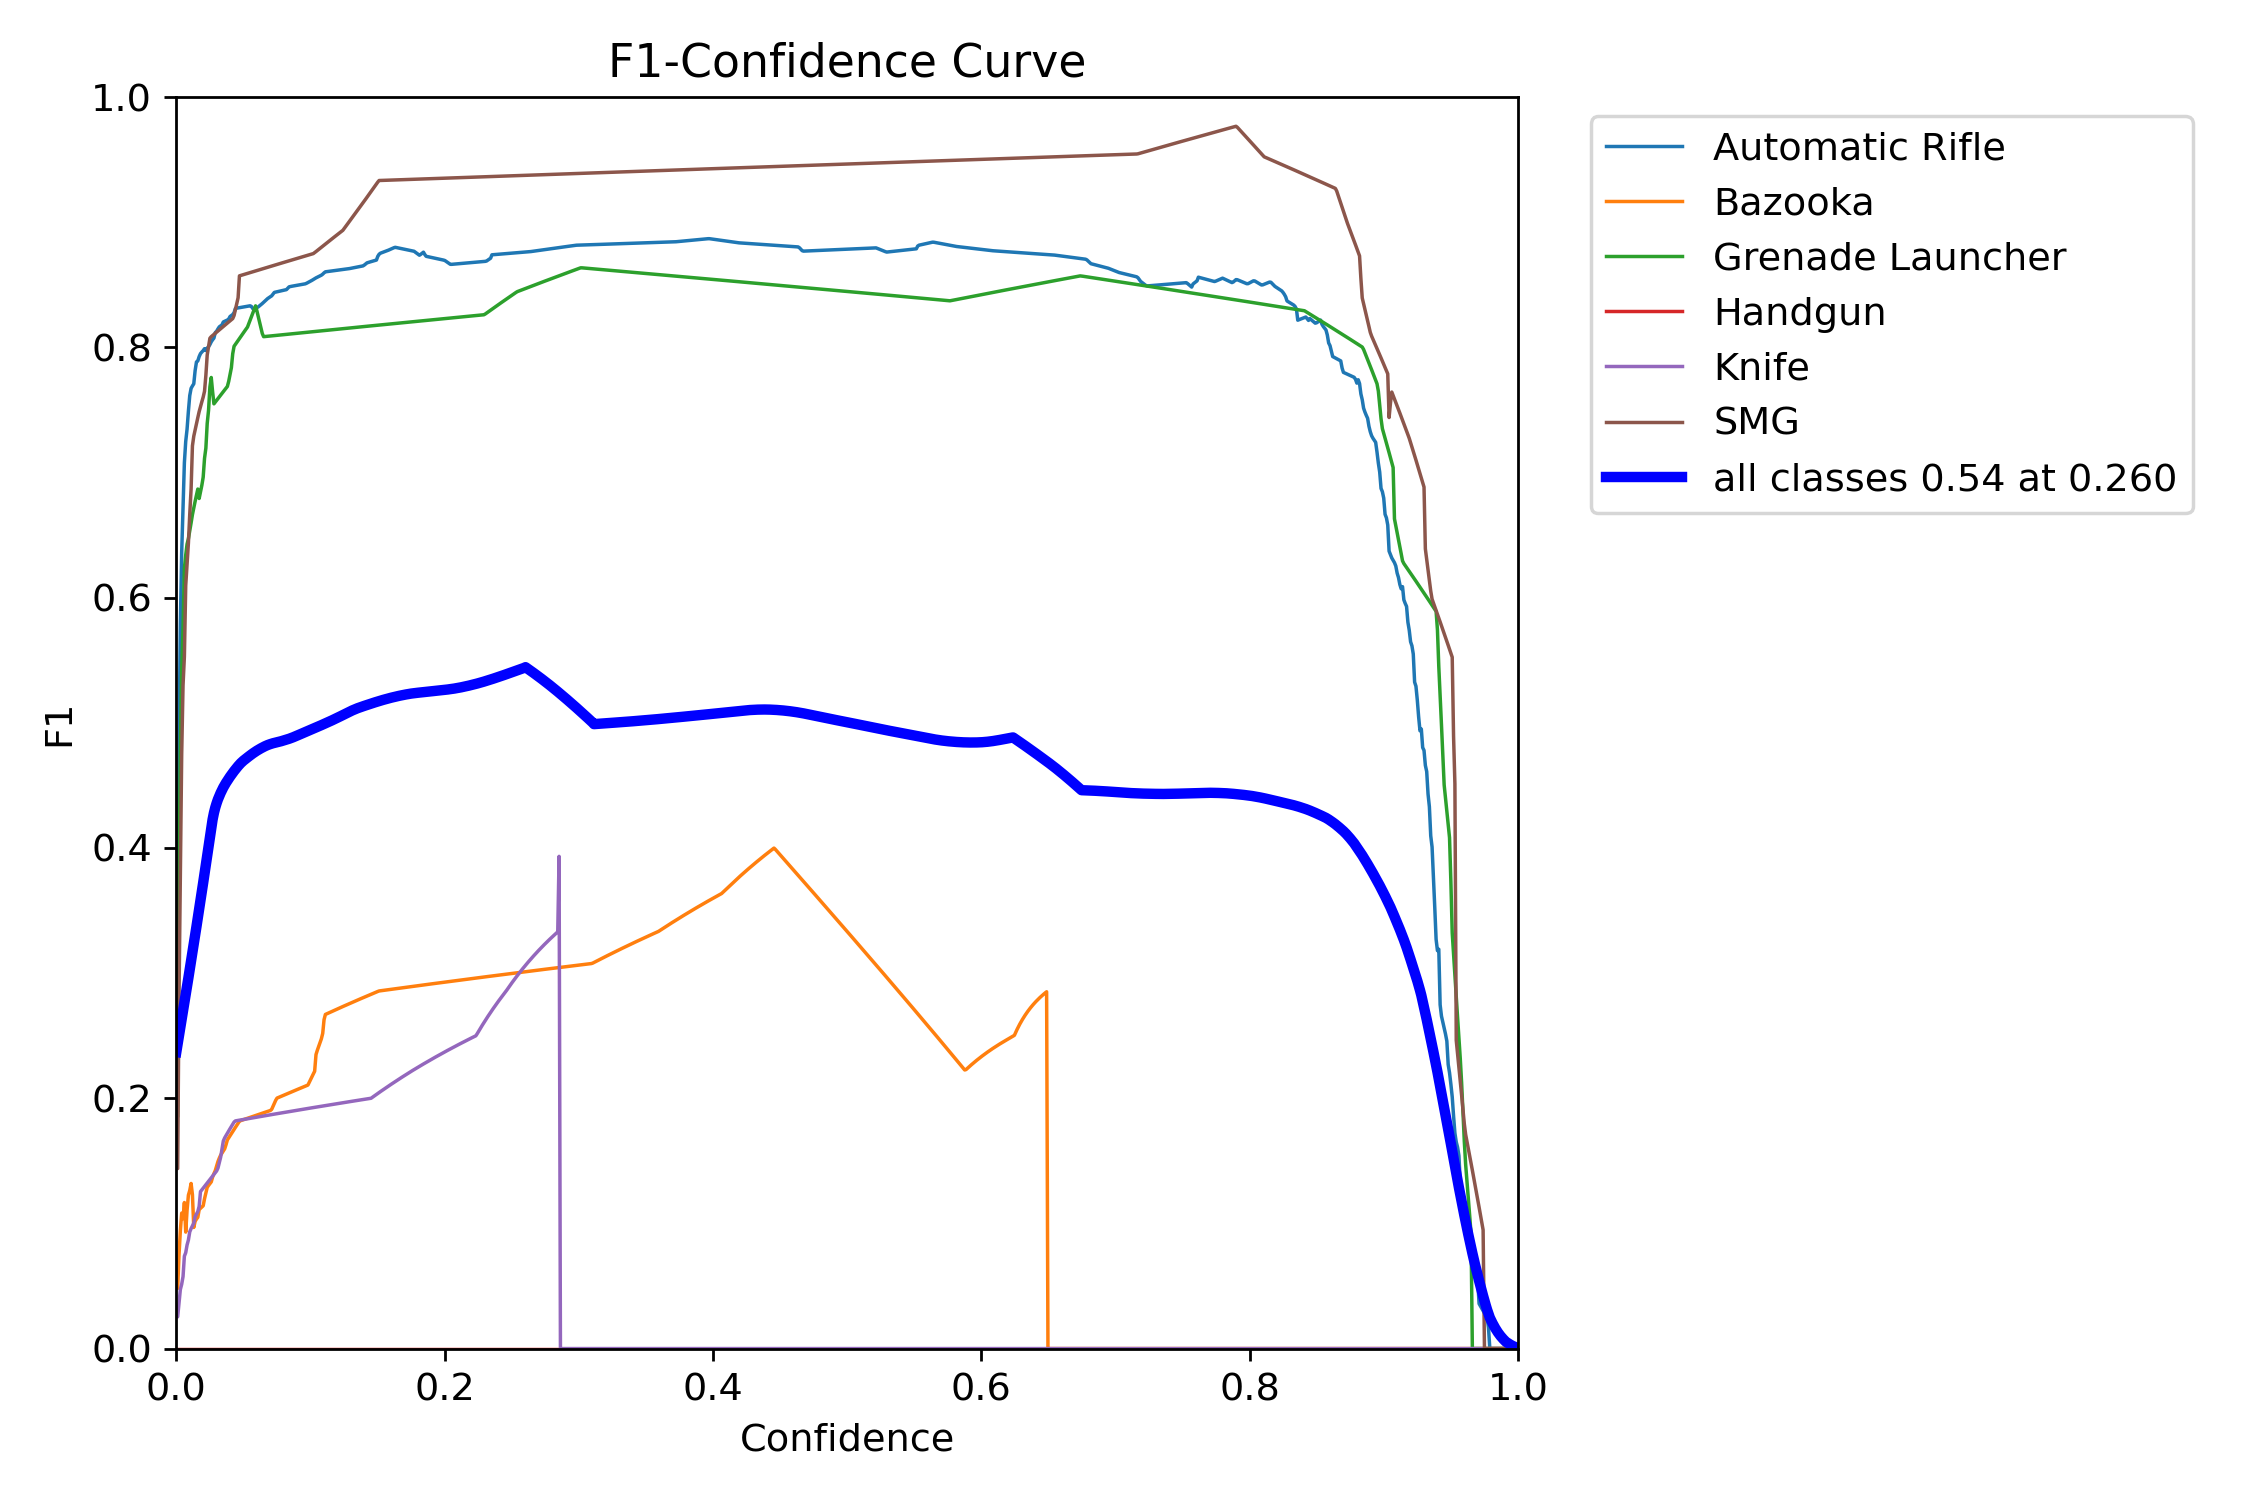 F1-Confidence Curve
1.0
0.8
0.6
0.4
0.2
0.0
F1
0.0 0.2 0.4 0.6 0.8 1.0
Confidence
Automatic Rifle
Bazooka
Grenade Launcher
Handgun
Knife
SMG
all classes 0.54 at 0.260